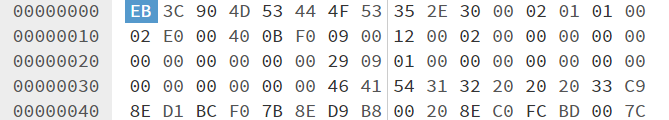 00000000 EB 3C 90 4D 53 44 4F 53 35 2E 30 00 02 01 01 00
00000010 02 E0 00 40 0B F0 09 00 12 00 02 00 00 00 00 00
00000020 00 00 00 00 00 00 29 09 01 00 00 00 00 00 00 00
00000030 00 00 00 00 00 00 46 41 54 31 32 20 20 20 33 C9
00000040 8E D1 BC F0 7B 8E D9 B8 00 20 8E C0 FC BD 00 7C